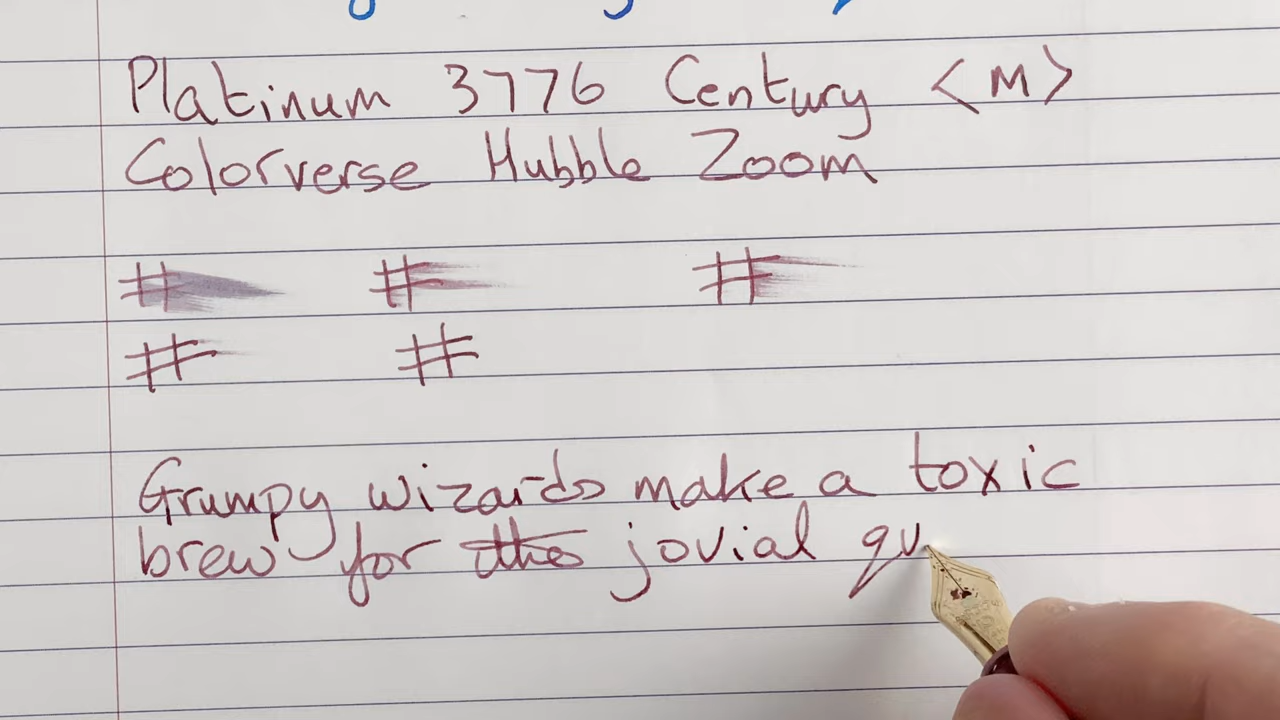 Platinum 3776 Century <M>
Colorverse Hubble Zoom
# # #
# #
Grumpy wizards make a toxic
brew for the jovial qu